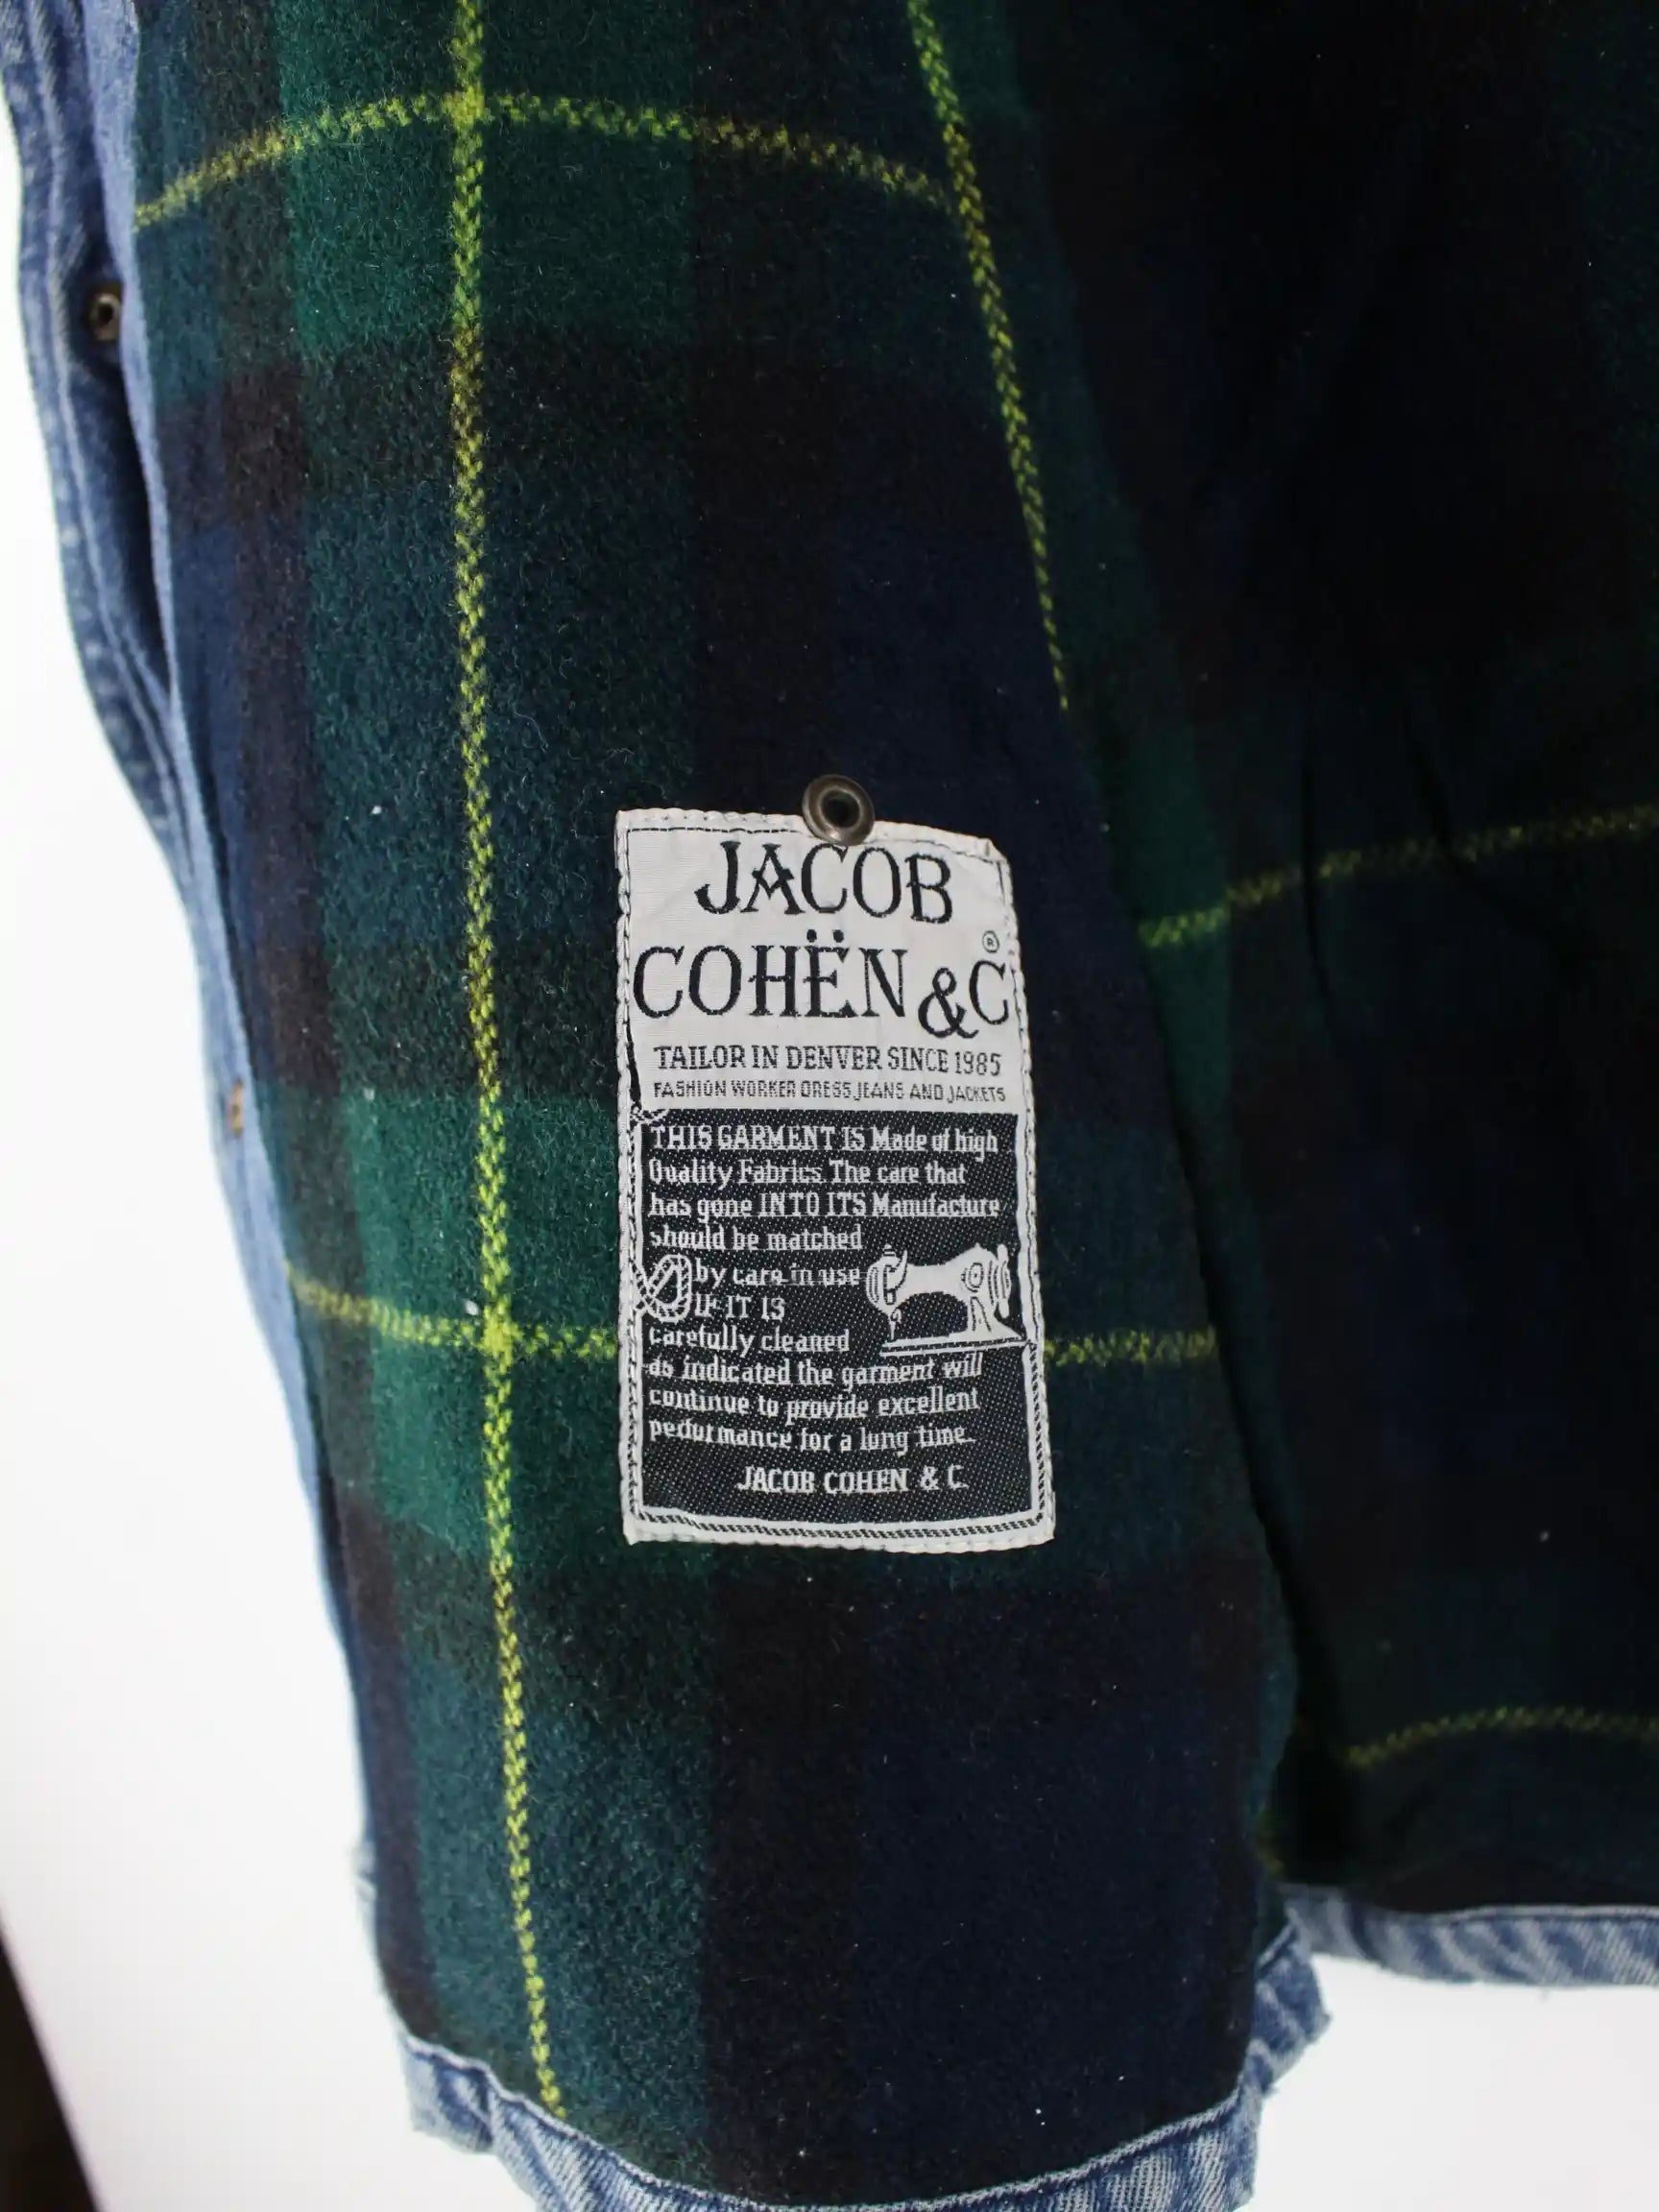 JACOB
COHËN & C ®
TAILOR IN DENVER SINCE 1985
FASHION WORKER DRESS JEANS AND JACKETS
THIS GARMENT IS Made of high
Quality Fabrics. The care that
has gone INTO ITS Manufacture
should be matched
by care in use
IF IT IS
carefully cleaned
as indicated the garment will
continue to provide excellent
performance for a long time.
JACOB COHEN & C.